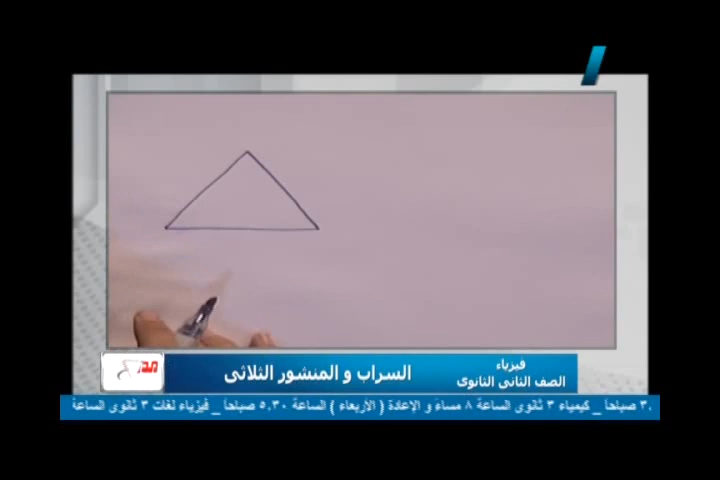 فيزياء
الصف الثانى الثانوى
السراب و المنشور الثلاثى
٣٠ صباحاً _ كيمياء ٣ ثانوى الساعة ٨ مساءً و الإعادة ( الأربعاء ) الساعة ٥.٣٠ صباحاً _ فيزياء لغات ٣ ثانوى الساعة